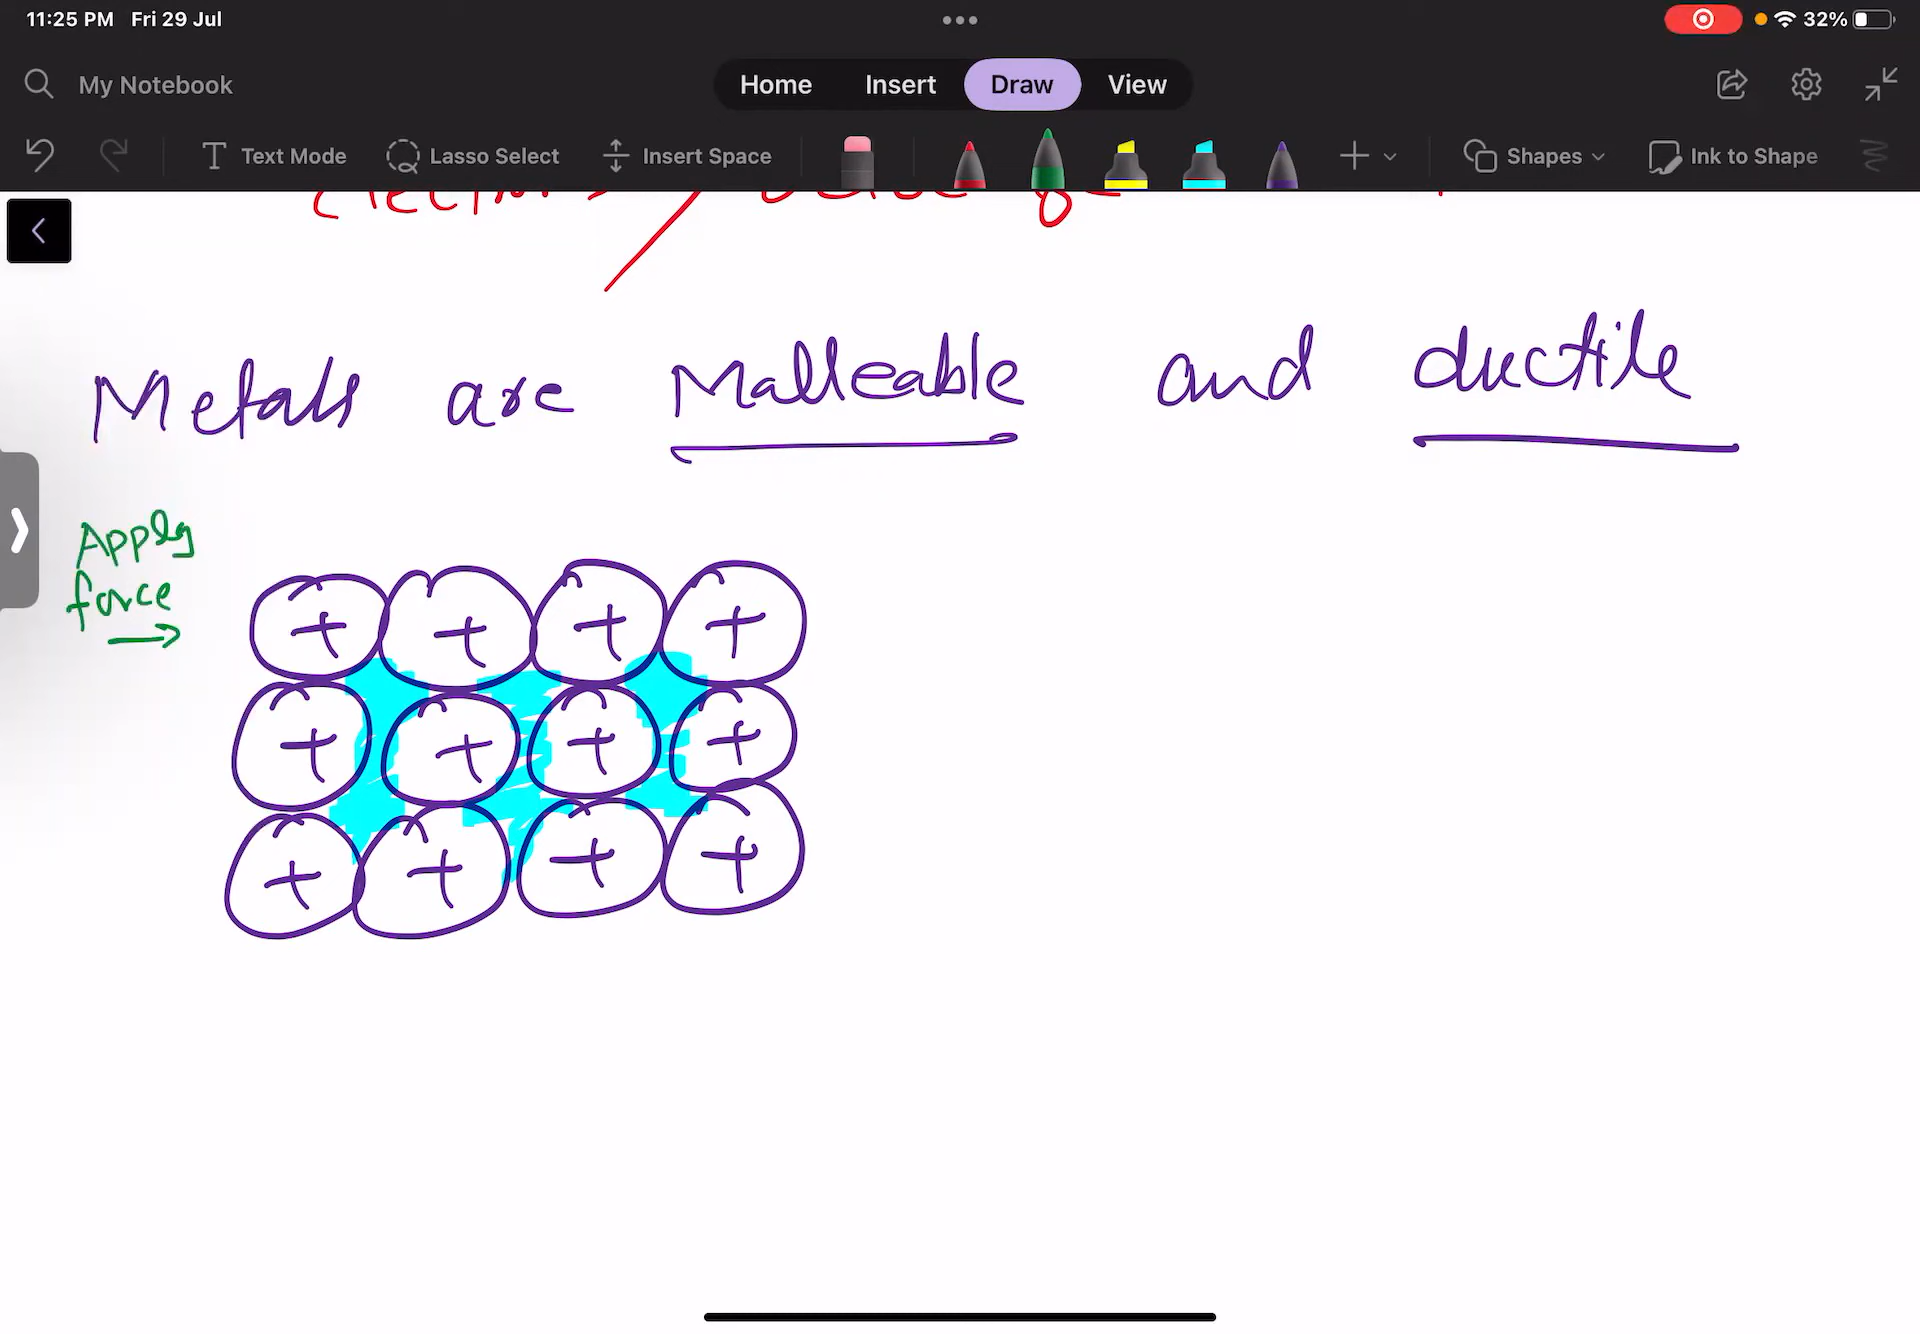 11:25 PM Fri 29 Jul 32%
My Notebook Home Insert Draw View
Text Mode Lasso Select Insert Space Shapes Ink to Shape
Metals are Malleable and ductile
Apply
force
+ + + +
+ + + +
+ + + +